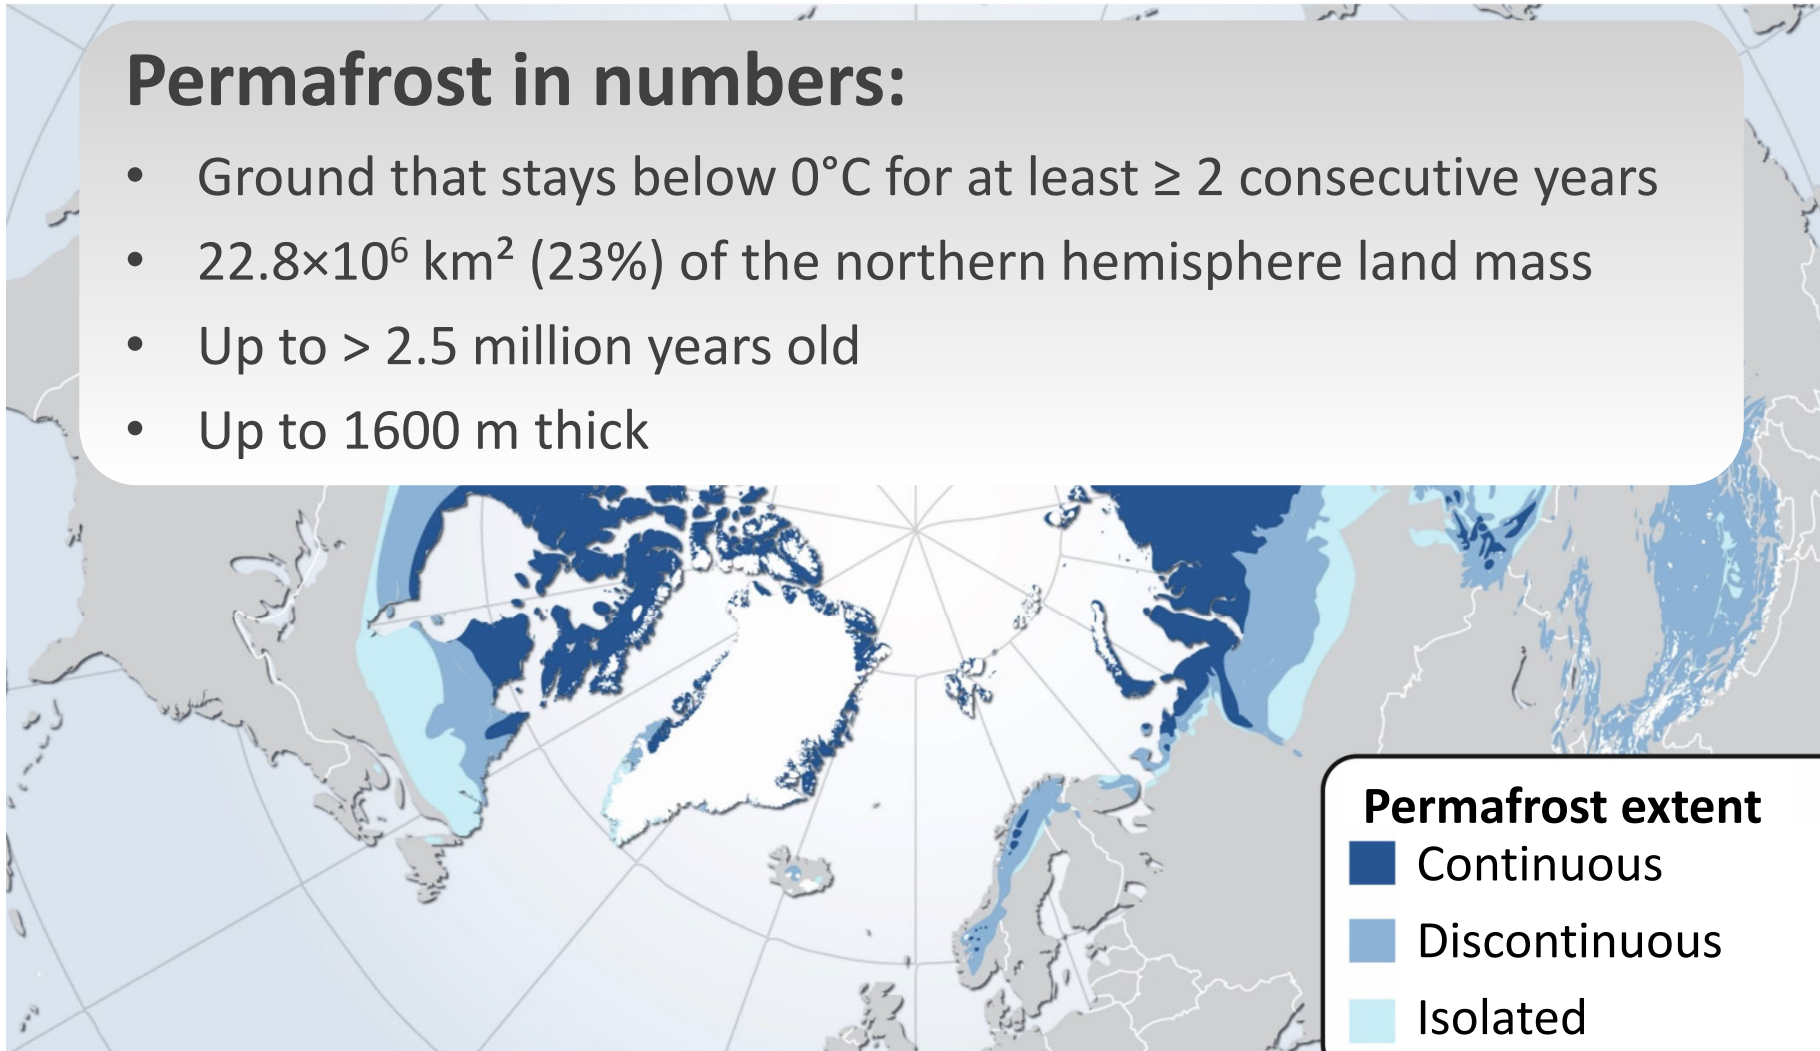 Permafrost in numbers:
• Ground that stays below 0°C for at least ≥ 2 consecutive years
• 22.8×10⁶ km² (23%) of the northern hemisphere land mass
• Up to > 2.5 million years old
• Up to 1600 m thick
Permafrost extent
Continuous
Discontinuous
Isolated